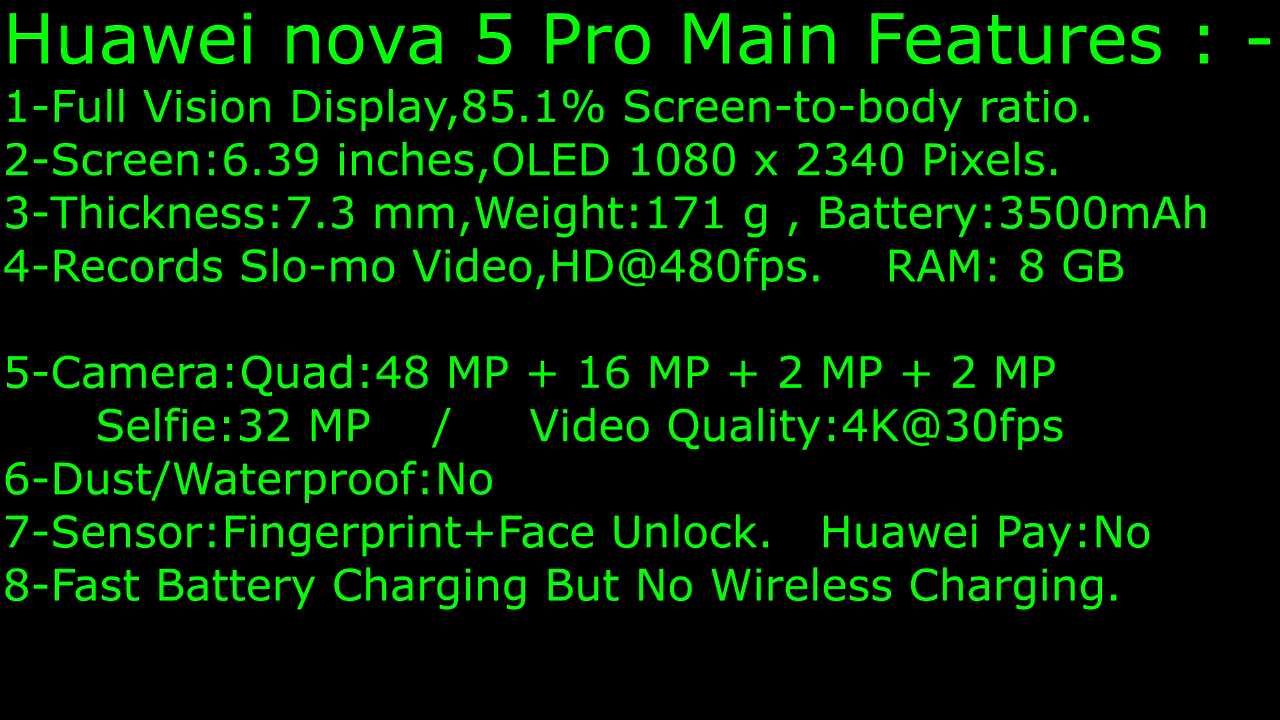 Huawei nova 5 Pro Main Features : -
1-Full Vision Display,85.1% Screen-to-body ratio.
2-Screen:6.39 inches,OLED 1080 x 2340 Pixels.
3-Thickness:7.3 mm,Weight:171 g , Battery:3500mAh
4-Records Slo-mo Video,HD@480fps. RAM: 8 GB
5-Camera:Quad:48 MP + 16 MP + 2 MP + 2 MP
Selfie:32 MP / Video Quality:4K@30fps
6-Dust/Waterproof:No
7-Sensor:Fingerprint+Face Unlock. Huawei Pay:No
8-Fast Battery Charging But No Wireless Charging.